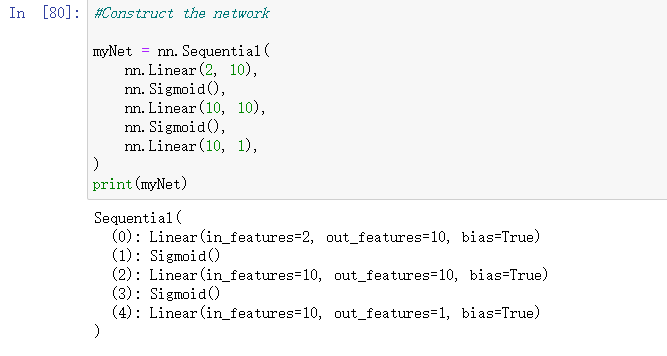 In [80]: #Construct the network
myNet = nn.Sequential(
    nn.Linear(2, 10),
    nn.Sigmoid(),
    nn.Linear(10, 10),
    nn.Sigmoid(),
    nn.Linear(10, 1),
)
print(myNet)
Sequential(
  (0): Linear(in_features=2, out_features=10, bias=True)
  (1): Sigmoid()
  (2): Linear(in_features=10, out_features=10, bias=True)
  (3): Sigmoid()
  (4): Linear(in_features=10, out_features=1, bias=True)
)